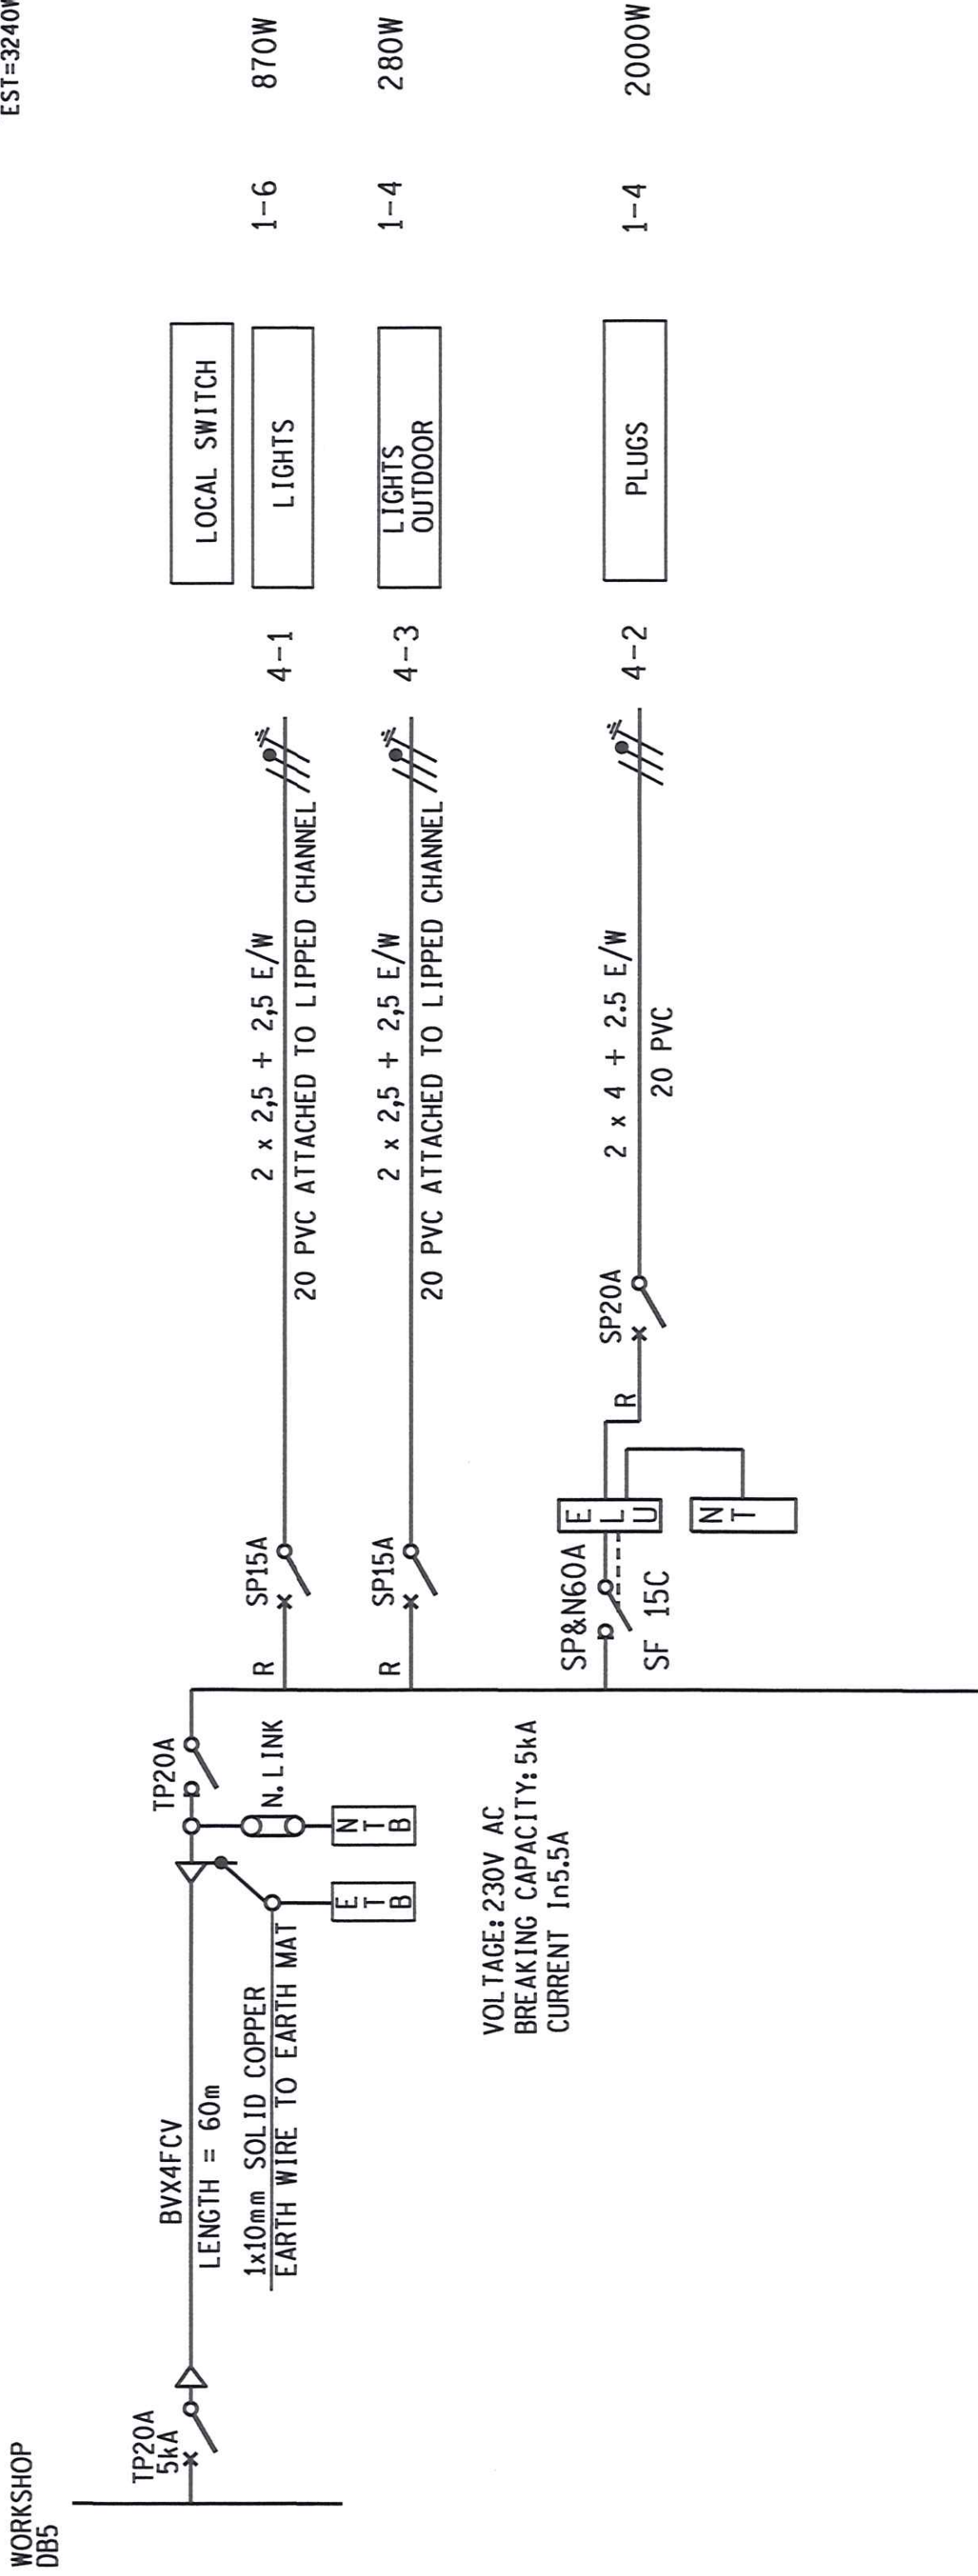 WORKSHOP
DB5
EST=3240W
TP20A
5kA
BVX4FCV
LENGTH = 60m
1x10mm SOLID COPPER
EARTH WIRE TO EARTH MAT
E
T
B
N
T
B
N.LINK
TP20A
VOLTAGE:230V AC
BREAKING CAPACITY:5kA
CURRENT In5.5A
LOCAL SWITCH
R
SP15A
2 x 2,5 + 2,5 E/W
20 PVC ATTACHED TO LIPPED CHANNEL
4-1
LIGHTS
1-6
870W
R
SP15A
2 x 2,5 + 2,5 E/W
20 PVC ATTACHED TO LIPPED CHANNEL
4-3
LIGHTS
OUTDOOR
1-4
280W
SP&N60A
SF 15C
E
L
U
N
T
R
SP20A
2 x 4 + 2.5 E/W
20 PVC
4-2
PLUGS
1-4
2000W